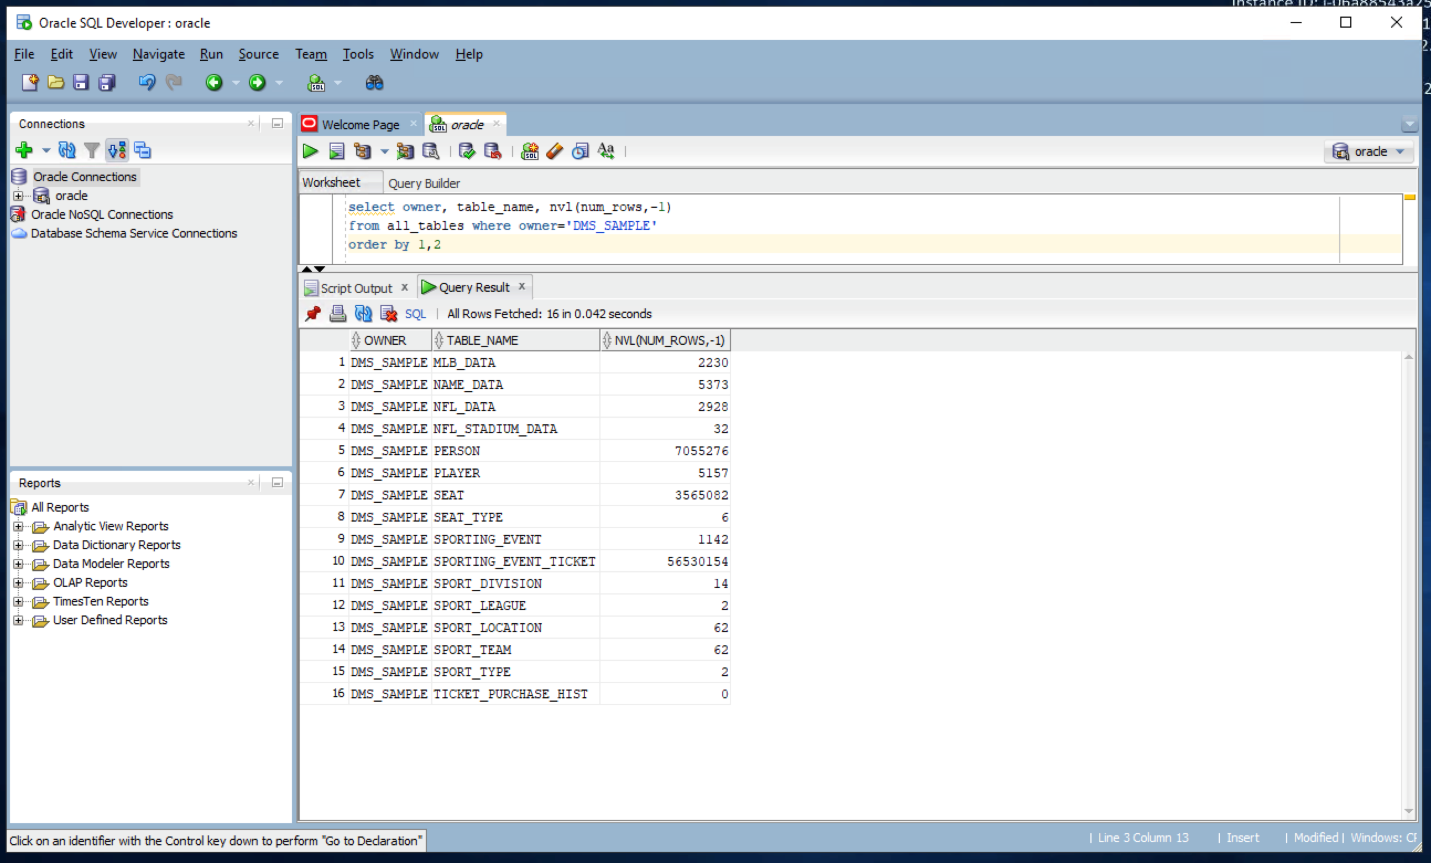 Instance ID: i-06a88543a25
Oracle SQL Developer : oracle
File Edit View Navigate Run Source Team Tools Window Help
Connections
Welcome Page
oracle
oracle
Oracle Connections
oracle
Oracle NoSQL Connections
Database Schema Service Connections
Worksheet Query Builder
select owner, table_name, nvl(num_rows,-1)
from all_tables where owner='DMS_SAMPLE'
order by 1,2
Script Output x Query Result x
SQL | All Rows Fetched: 16 in 0.042 seconds
OWNER TABLE_NAME NVL(NUM_ROWS,-1)
1 DMS_SAMPLE MLB_DATA 2230
2 DMS_SAMPLE NAME_DATA 5373
3 DMS_SAMPLE NFL_DATA 2928
4 DMS_SAMPLE NFL_STADIUM_DATA 32
5 DMS_SAMPLE PERSON 7055276
6 DMS_SAMPLE PLAYER 5157
7 DMS_SAMPLE SEAT 3565082
8 DMS_SAMPLE SEAT_TYPE 6
9 DMS_SAMPLE SPORTING_EVENT 1142
10 DMS_SAMPLE SPORTING_EVENT_TICKET 56530154
11 DMS_SAMPLE SPORT_DIVISION 14
12 DMS_SAMPLE SPORT_LEAGUE 2
13 DMS_SAMPLE SPORT_LOCATION 62
14 DMS_SAMPLE SPORT_TEAM 62
15 DMS_SAMPLE SPORT_TYPE 2
16 DMS_SAMPLE TICKET_PURCHASE_HIST 0
Reports
All Reports
Analytic View Reports
Data Dictionary Reports
Data Modeler Reports
OLAP Reports
TimesTen Reports
User Defined Reports
Click on an identifier with the Control key down to perform "Go to Declaration"
| Line 3 Column 13 | Insert | Modified | Windows: CR